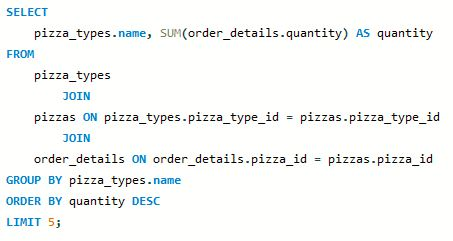 SELECT
pizza_types.name, SUM(order_details.quantity) AS quantity
FROM
pizza_types
JOIN
pizzas ON pizza_types.pizza_type_id = pizzas.pizza_type_id
JOIN
order_details ON order_details.pizza_id = pizzas.pizza_id
GROUP BY pizza_types.name
ORDER BY quantity DESC
LIMIT 5;